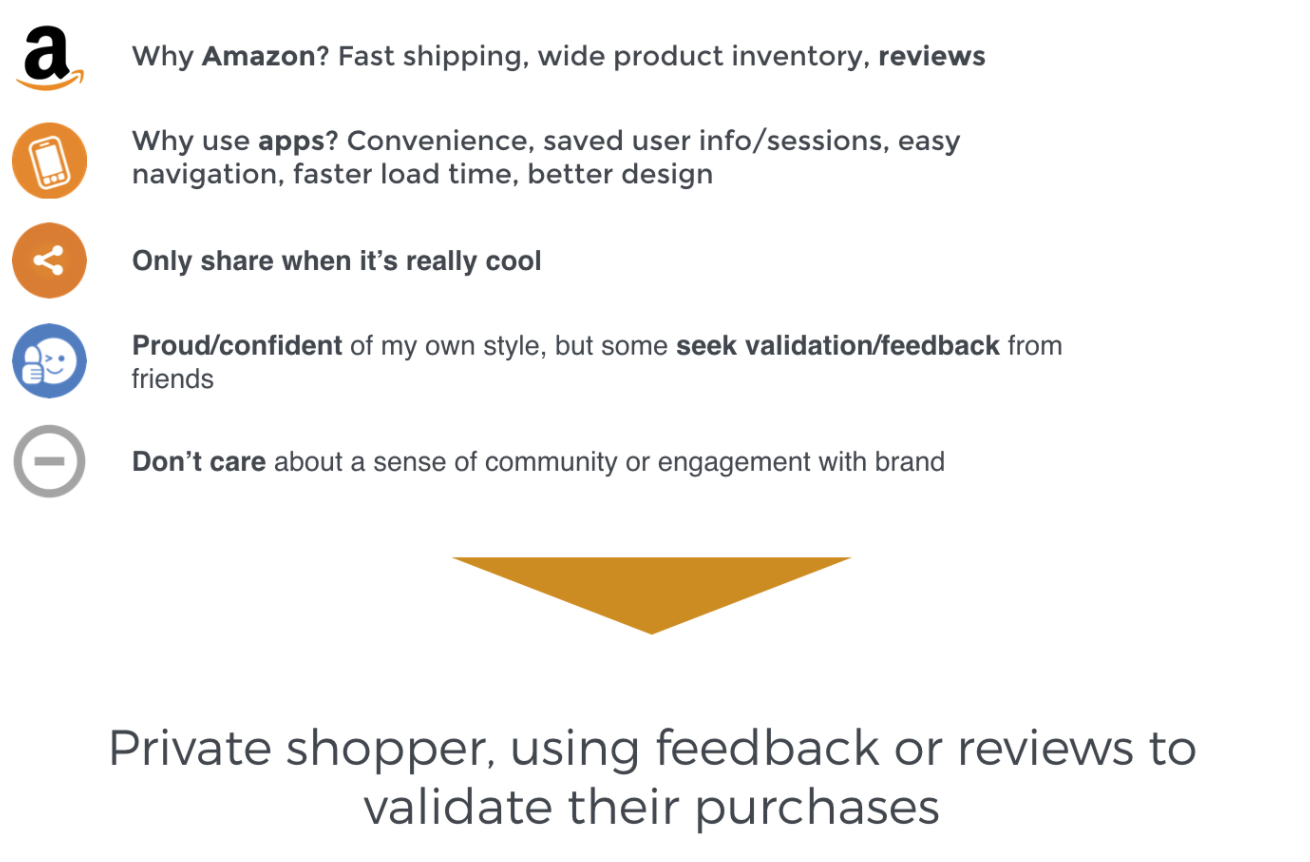 a
Why Amazon? Fast shipping, wide product inventory, reviews
Why use apps? Convenience, saved user info/sessions, easy
navigation, faster load time, better design
Only share when it’s really cool
Proud/confident of my own style, but some seek validation/feedback from
friends
Don’t care about a sense of community or engagement with brand
Private shopper, using feedback or reviews to
validate their purchases